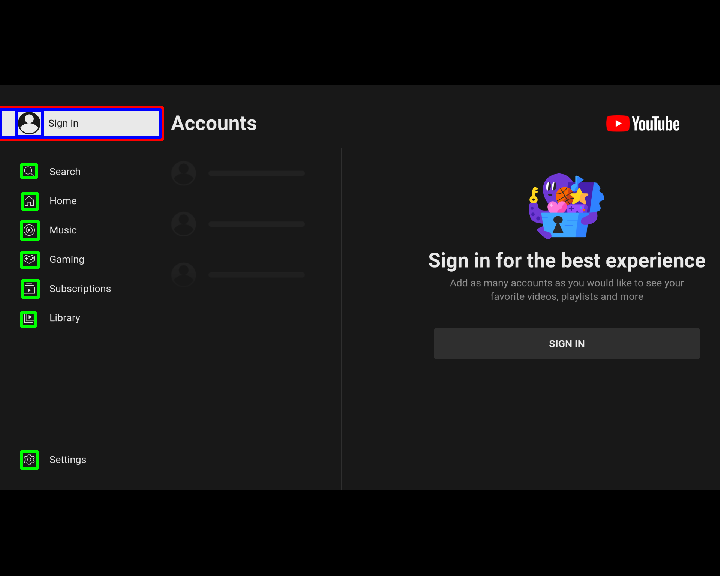 Sign in
Accounts
YouTube
Search
Home
Music
Gaming
Subscriptions
Library
Settings
Sign in for the best experience
Add as many accounts as you would like to see your
favorite videos, playlists and more
SIGN IN